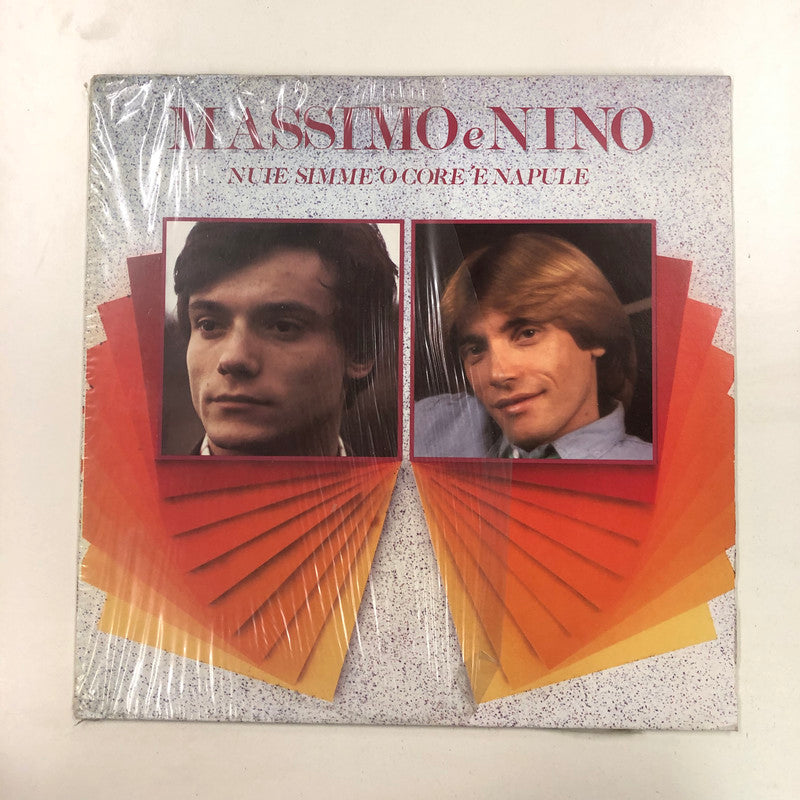 MASSIMO e NINO
NUIE SIMME 'O CORE 'E NAPULE